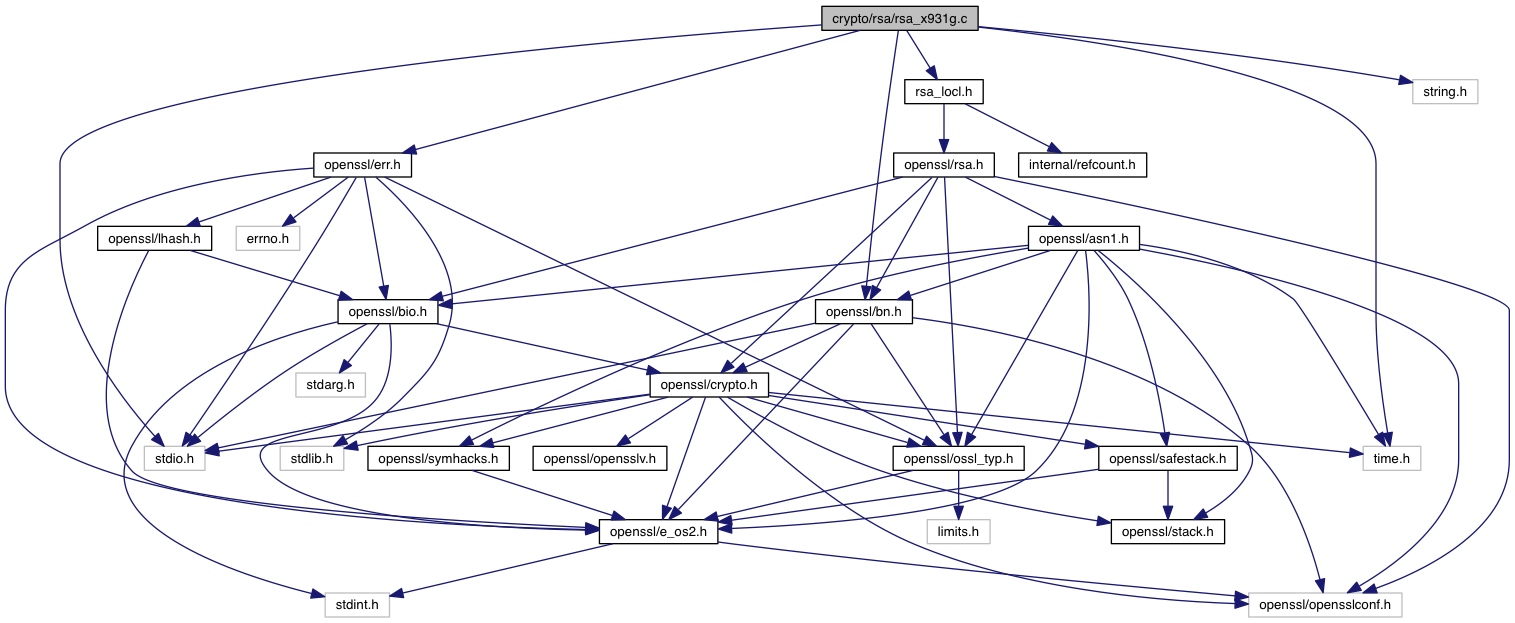 crypto/rsa/rsa_x931g.c
rsa_locl.h
string.h
openssl/err.h
openssl/rsa.h
internal/refcount.h
openssl/lhash.h
errno.h
openssl/asn1.h
openssl/bio.h
openssl/bn.h
stdarg.h
openssl/crypto.h
stdio.h
stdlib.h
openssl/symhacks.h
openssl/opensslv.h
openssl/ossl_typ.h
openssl/safestack.h
time.h
openssl/e_os2.h
limits.h
openssl/stack.h
stdint.h
openssl/opensslconf.h